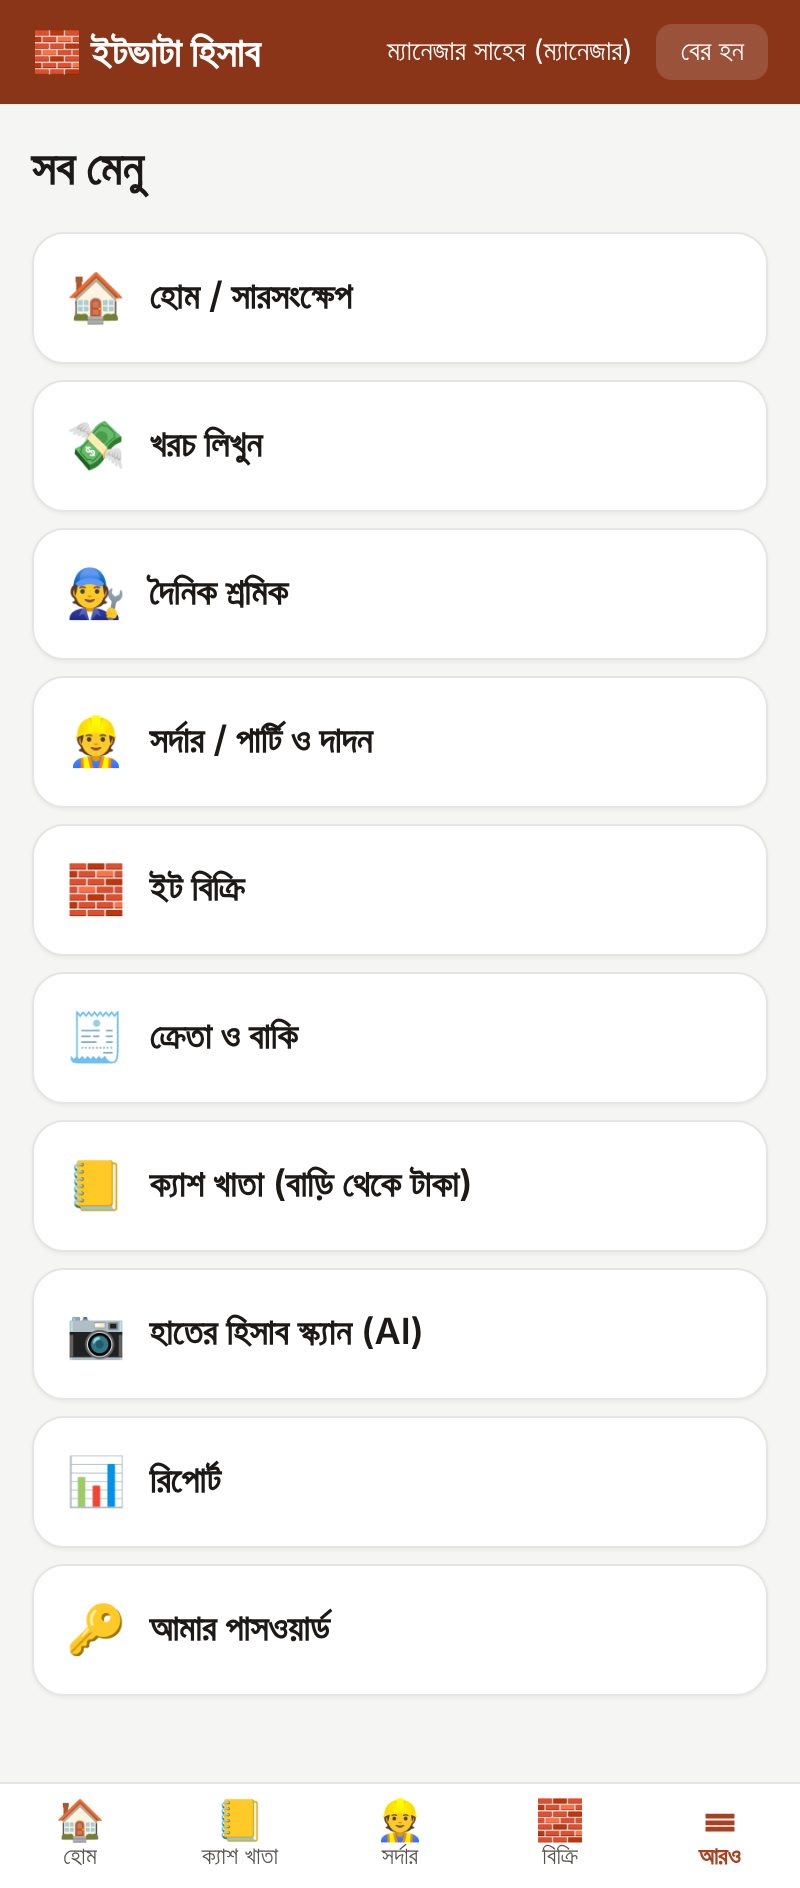 ইটভাটা হিসাব
ম্যানেজার সাহেব (ম্যানেজার)
বের হন
সব মেনু
হোম / সারসংক্ষেপ
খরচ লিখুন
দৈনিক শ্রমিক
সর্দার / পার্টি ও দাদন
ইট বিক্রি
ক্রেতা ও বাকি
ক্যাশ খাতা (বাড়ি থেকে টাকা)
হাতের হিসাব স্ক্যান (AI)
রিপোর্ট
আমার পাসওয়ার্ড
হোম
ক্যাশ খাতা
সর্দার
বিক্রি
আরও